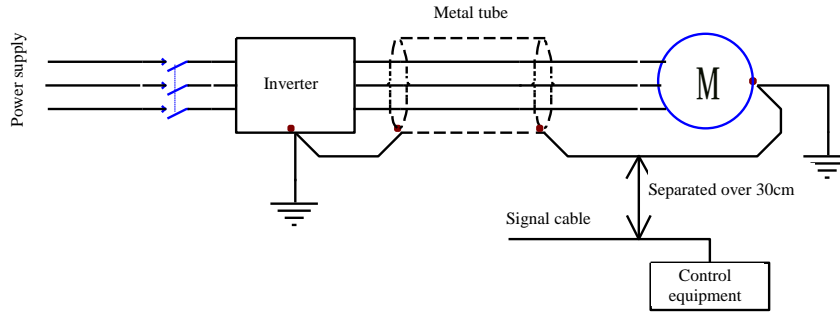 Metal tube
Power supply
Inverter
M
Separated over 30cm
Signal cable
Control
equipment